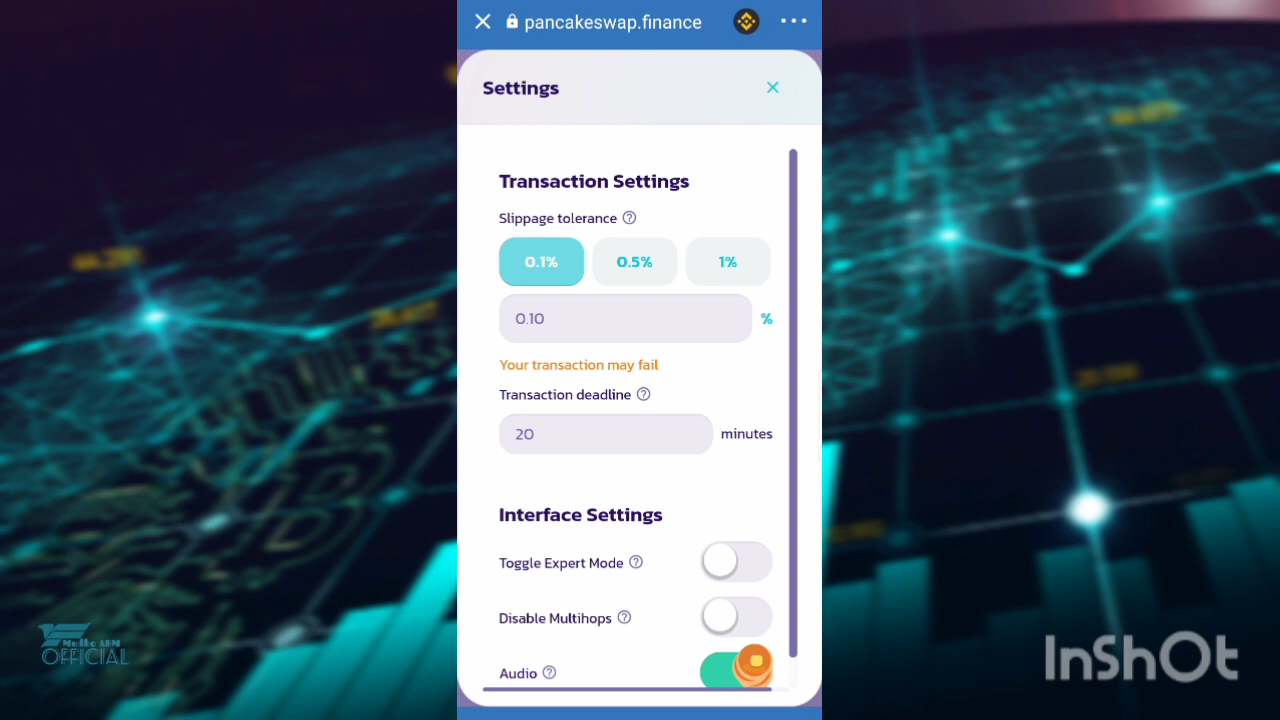 pancakeswap.finance
Settings
Transaction Settings
Slippage tolerance
0.1% 0.5% 1%
0.10 %
Your transaction may fail
Transaction deadline
20 minutes
Interface Settings
Toggle Expert Mode
Disable Multihops
Audio
OFFICIAL
InShOt